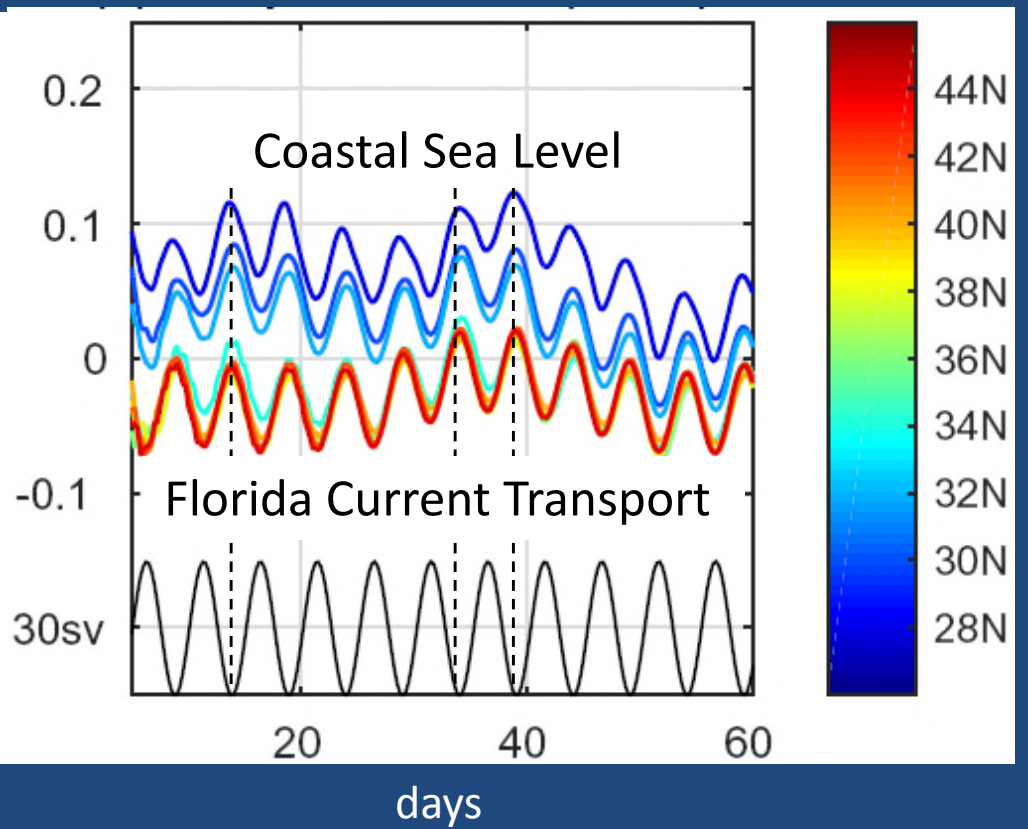 0.2
Coastal Sea Level
0.1
0
-0.1
Florida Current Transport
30sv
20 40 60
days
44N
42N
40N
38N
36N
34N
32N
30N
28N